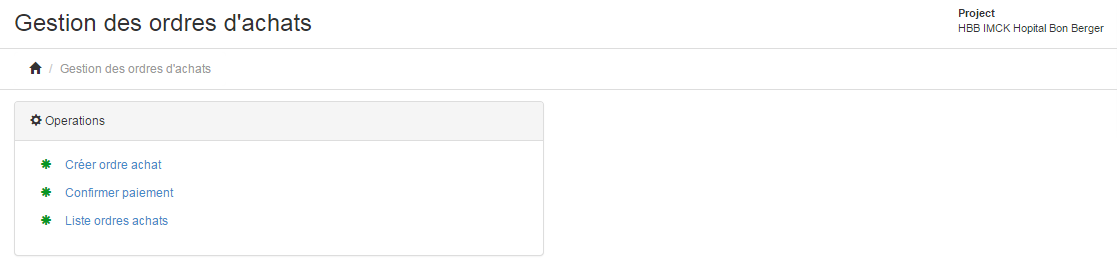 Gestion des ordres d'achats
Project
HBB IMCK Hopital Bon Berger
/ Gestion des ordres d'achats
Operations
Créer ordre achat
Confirmer paiement
Liste ordres achats